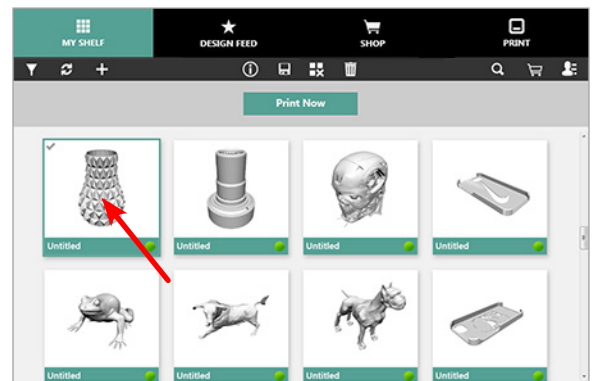 MY SHELF
DESIGN FEED
SHOP
PRINT
Print Now
Untitled
Untitled
Untitled
Untitled
Untitled
Untitled
Untitled
Untitled